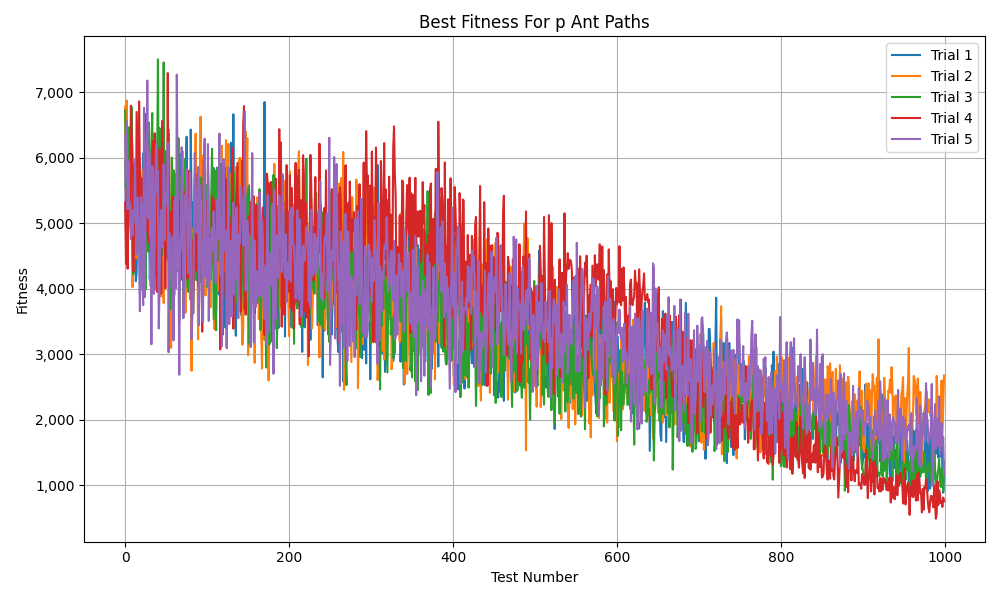 Best Fitness For p Ant Paths
Trial 1
Trial 2
Trial 3
Trial 4
Trial 5
7,000
6,000
5,000
4,000
3,000
2,000
1,000
Fitness
0 200 400 600 800 1000
Test Number